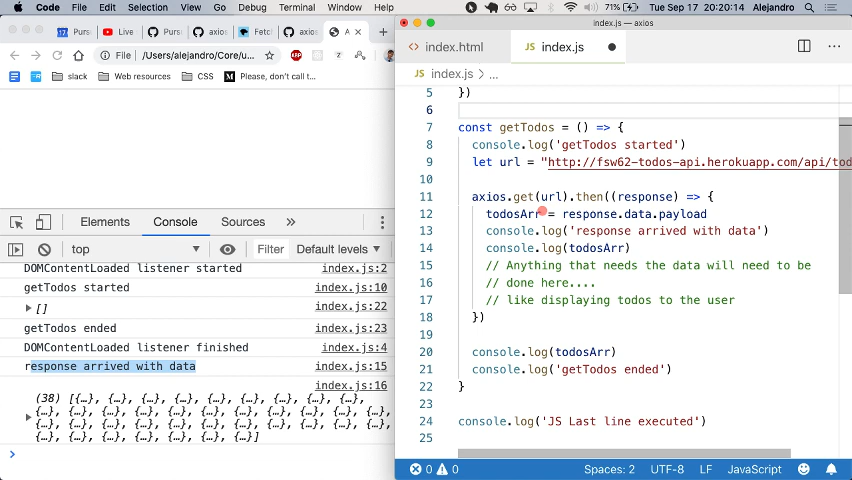 Code File Edit Selection View Go Debug Terminal Window Help 71% Tue Sep 17 20:20:14 Alejandro
Purs You Purs alejandro Fetch axios A
File /Users/alejandro/Core/u...
slack Web resources CSS Please, don't call t...
Elements Console Sources
top Filter Default levels
DOMContentLoaded listener started index.js:2
getTodos started index.js:10
[] index.js:22
getTodos ended index.js:23
DOMContentLoaded listener finished index.js:4
response arrived with data index.js:15
index.js:16
(38) [{…}, {…}, {…}, {…}, {…}, {…}, {…}, {…},
{…}, {…}, {…}, {…}, {…}, {…}, {…}, {…}, {…}, {…},
{…}, {…}, {…}, {…}, {…}, {…}, {…}, {…}, {…}, {…},
{…}, {…}, {…}, {…}, {…}, {…}, {…}, {…}, {…}, {…}]
index.js — axios
index.html index.js
index.js > ...
5 })
6
7 const getTodos = () => {
8 console.log('getTodos started')
9 let url = "http://fsw62-todos-api.herokuapp.com/api/tod
10
11 axios.get(url).then((response) => {
12 todosArr = response.data.payload
13 console.log('response arrived with data')
14 console.log(todosArr)
15 // Anything that needs the data will need to be
16 // done here....
17 // like displaying todos to the user
18 })
19
20 console.log(todosArr)
21 console.log('getTodos ended')
22 }
23
24 console.log('JS Last line executed')
25
0 0 Spaces: 2 UTF-8 LF JavaScript